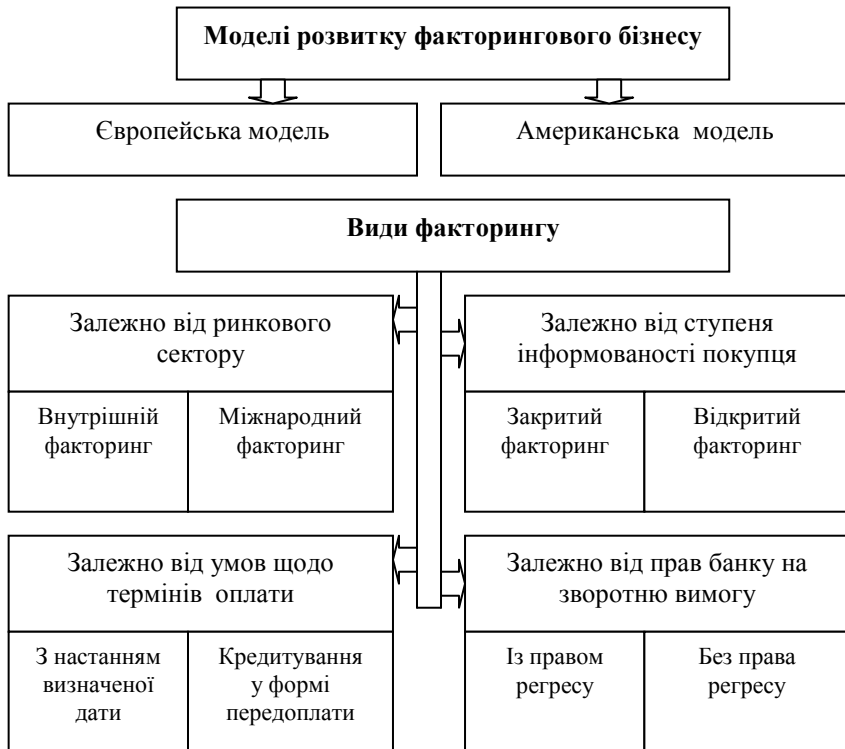 Моделі розвитку факторингового бізнесу
Європейська модель
Американська модель
Види факторингу
Залежно від ринкового
сектору
Внутрішній
факторинг
Міжнародний
факторинг
Залежно від ступеня
інформованості покупця
Закритий
факторинг
Відкритий
факторинг
Залежно від умов щодо
термінів оплати
З настанням
визначеної
дати
Кредитування
у формі
передоплати
Залежно від прав банку на
зворотню вимогу
Із правом
регресу
Без права
регресу